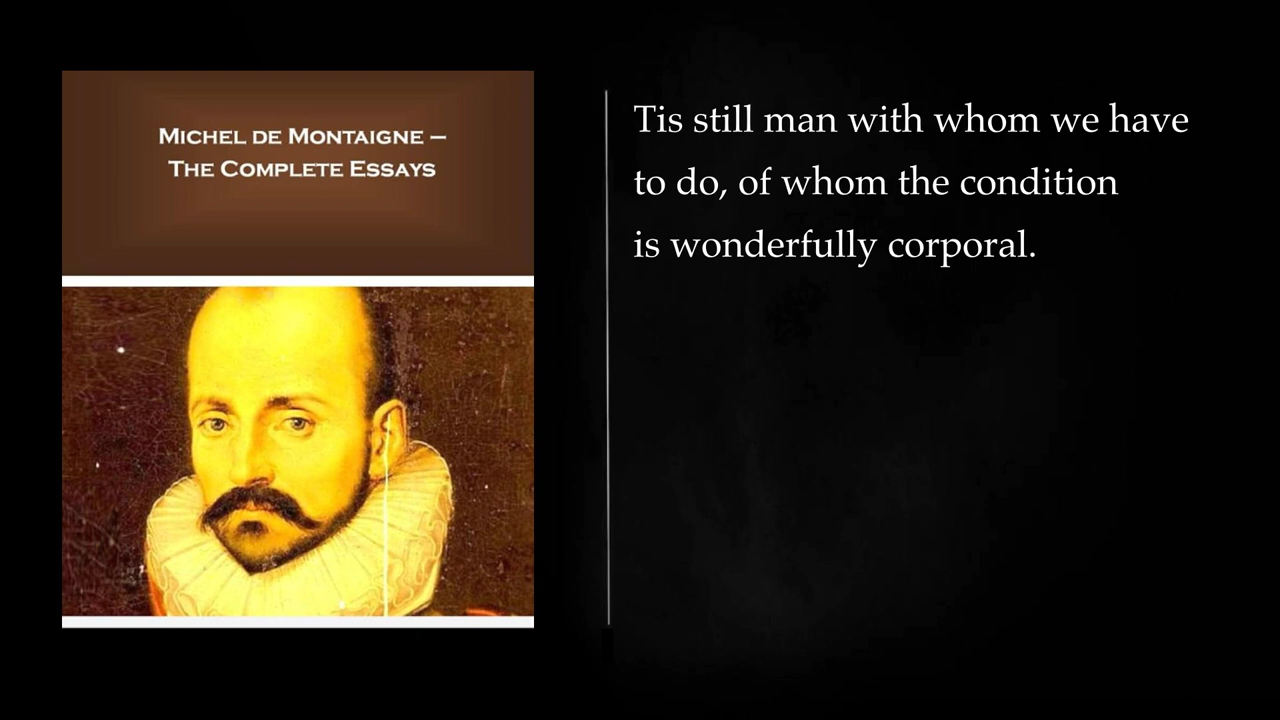 MICHEL DE MONTAIGNE –
THE COMPLETE ESSAYS
Tis still man with whom we have
to do, of whom the condition
is wonderfully corporal.